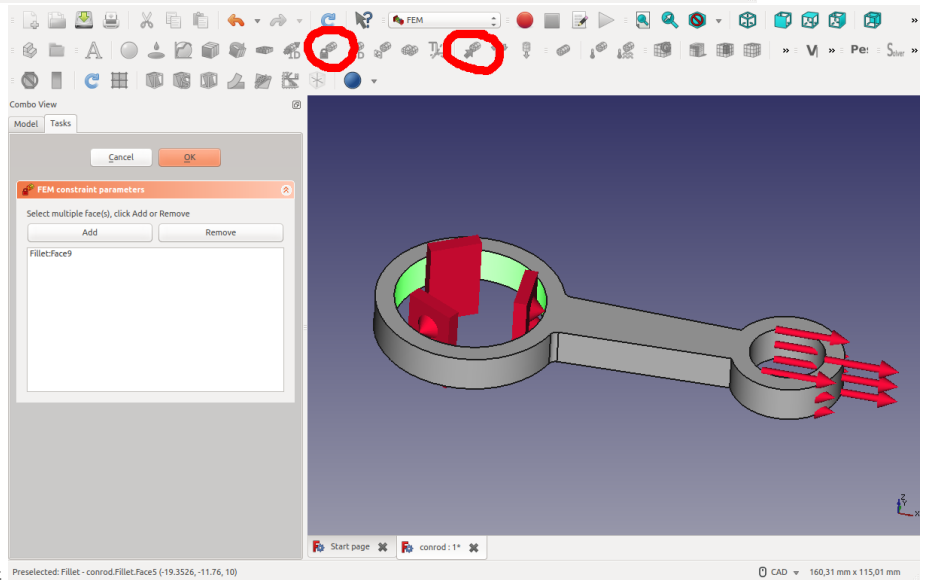 FEM
A
V
»
Pe:
Solver
»
Combo View
Model
Tasks
Cancel
OK
FEM constraint parameters
Select multiple face(s), click Add or Remove
Add
Remove
Fillet:Face9
Z
Y
X
Start page
conrod : 1*
Preselected: Fillet - conrod.Fillet.Face5 (-19.3526, -11.76, 10)
CAD
160,31 mm x 115,01 mm